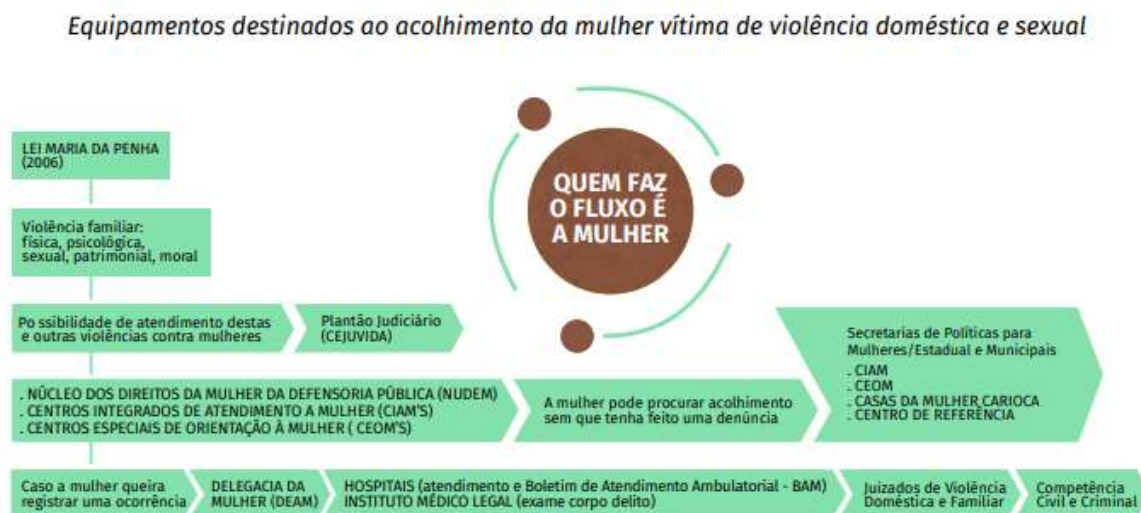 Equipamentos destinados ao acolhimento da mulher vítima de violência doméstica e sexual
QUEM FAZ
O FLUXO É
A MULHER
LEI MARIA DA PENHA
(2006)
Violência familiar:
física, psicológica,
sexual, patrimonial, moral
Po ssibilidade de atendimento destas
e outras violências contra mulheres
Plantão Judiciário
(CEJUVIDA)
. NÚCLEO DOS DIREITOS DA MULHER DA DEFENSORIA PÚBLICA (NUDEM)
. CENTROS INTEGRADOS DE ATENDIMENTO A MULHER (CIAM'S)
. CENTROS ESPECIAIS DE ORIENTAÇÃO À MULHER ( CEOM'S)
A mulher pode procurar acolhimento
sem que tenha feito uma denúncia
Secretarias de Políticas para
Mulheres/Estadual e Municipais
. CIAM
. CEOM
. CASAS DA MULHER CARIOCA
. CENTRO DE REFERÊNCIA
Caso a mulher queira
registrar uma ocorrência
DELEGACIA DA
MULHER (DEAM)
HOSPITAIS (atendimento e Boletim de Atendimento Ambulatorial - BAM)
INSTITUTO MÉDICO LEGAL (exame corpo delito)
Juizados de Violência
Doméstica e Familiar
Competência
Civil e Criminal